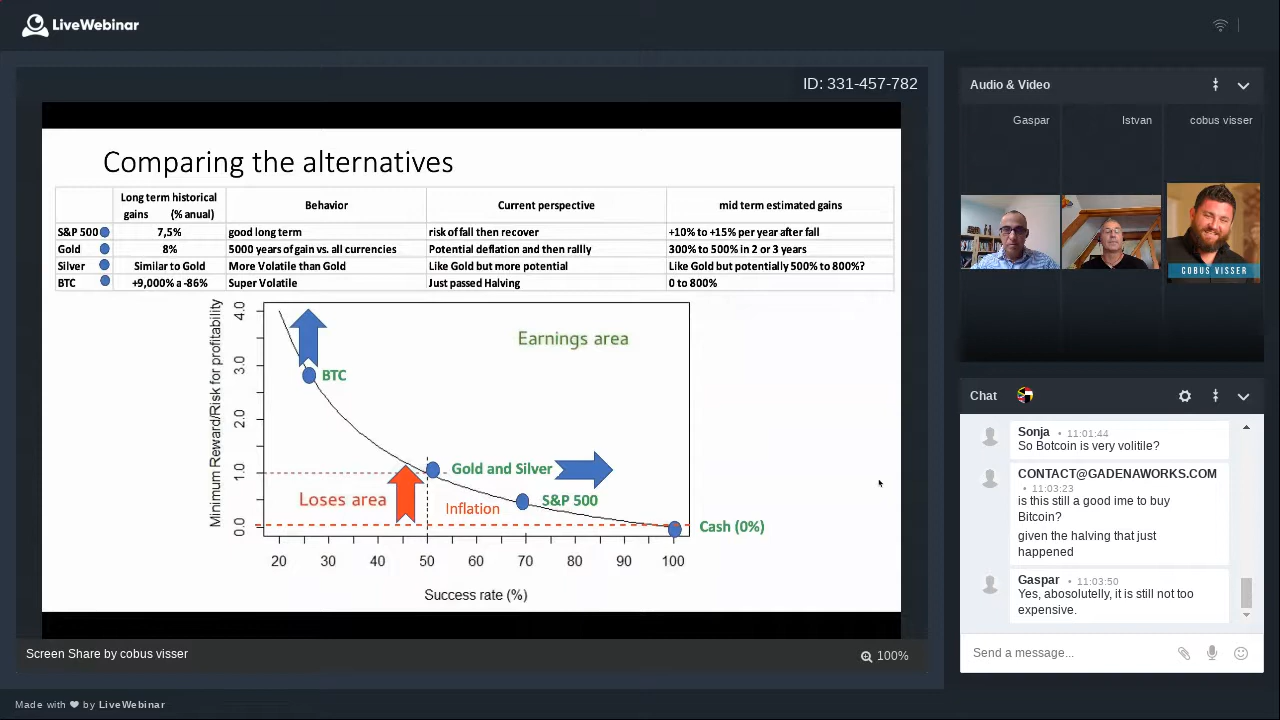 LiveWebinar
ID: 331-457-782
Comparing the alternatives
Long term historical gains (% anual) Behavior Current perspective mid term estimated gains
S&P 500 7,5% good long term risk of fall then recover +10% to +15% per year after fall
Gold 8% 5000 years of gain vs. all currencies Potential deflation and then rallly 300% to 500% in 2 or 3 years
Silver Similar to Gold More Volatile than Gold Like Gold but more potential Like Gold but potentially 500% to 800%?
BTC +9,000% a -86% Super Volatile Just passed Halving 0 to 800%
Minimum Reward/Risk for profitability
4.0
3.0
2.0
1.0
0.0
Earnings area
BTC
Gold and Silver
Loses area
Inflation
S&P 500
Cash (0%)
20 30 40 50 60 70 80 90 100
Success rate (%)
Screen Share by cobus visser
100%
Made with ❤ by LiveWebinar
Audio & Video
Gaspar
Istvan
cobus visser
COBUS VISSER
Chat
Sonja • 11:01:44
So Botcoin is very volitile?
CONTACT@GADENAWORKS.COM
• 11:03:23
is this still a good ime to buy
Bitcoin?
given the halving that just
happened
Gaspar • 11:03:50
Yes, abosolutelly, it is still not too
expensive.
Send a message...